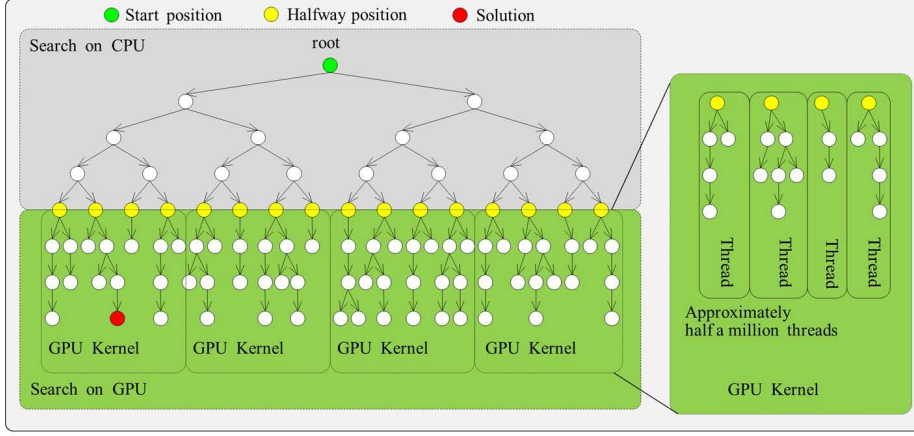 Start position
Halfway position
Solution
Search on CPU
root
GPU Kernel
GPU Kernel
GPU Kernel
GPU Kernel
Search on GPU
Thread
Thread
Thread
Thread
Approximately
half a million threads
GPU Kernel